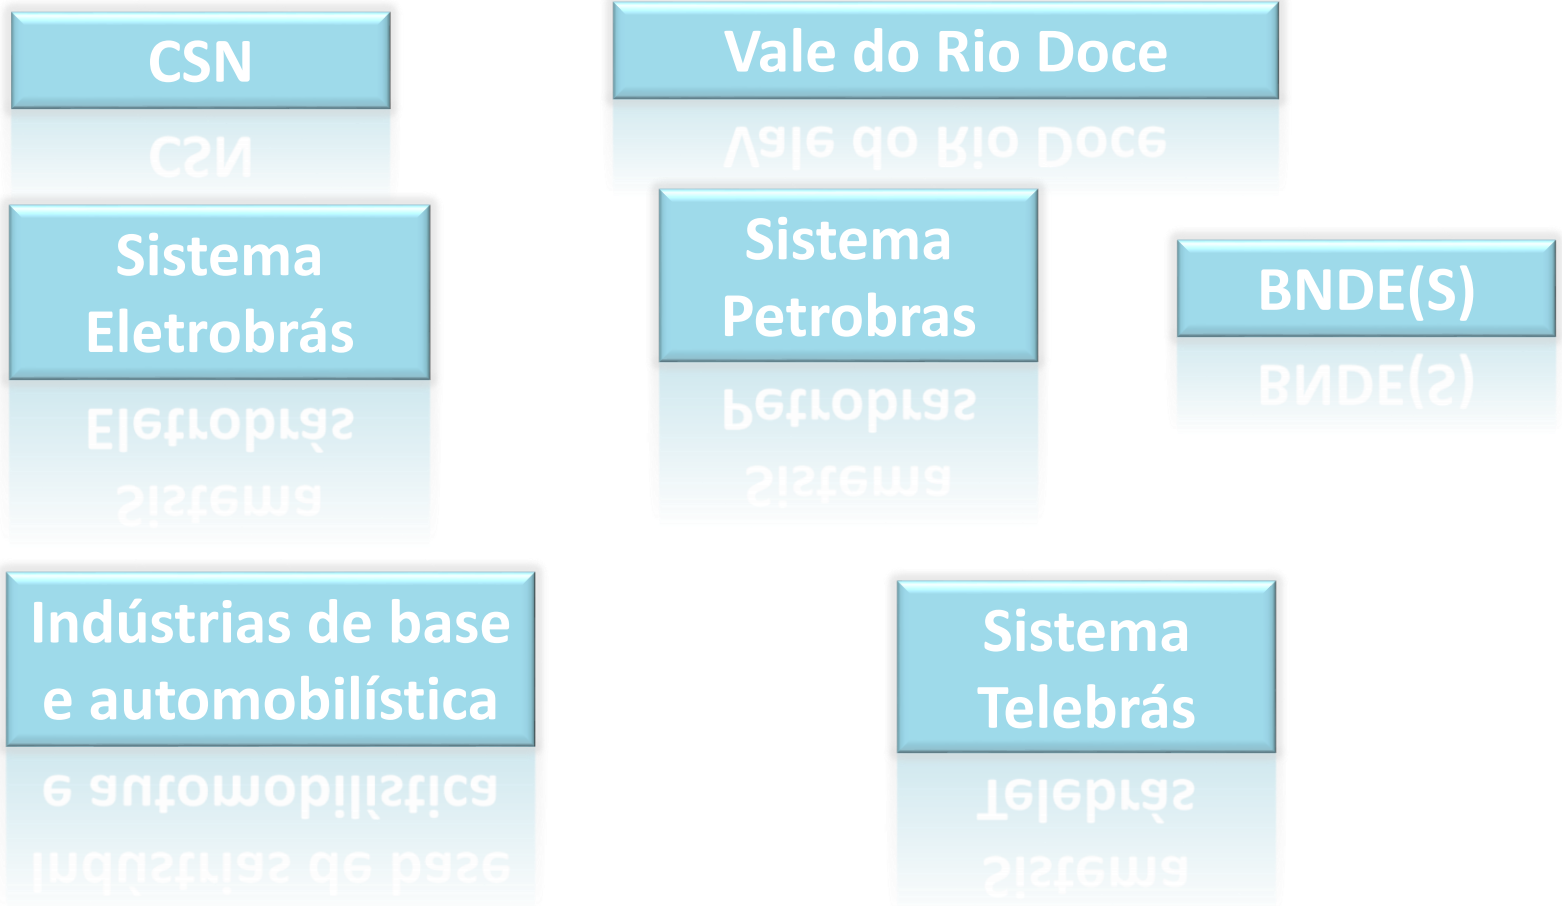 CSN
Vale do Rio Doce
Sistema
Eletrobrás
Sistema
Petrobras
BNDE(S)
Indústrias de base
e automobilística
Sistema
Telebrás